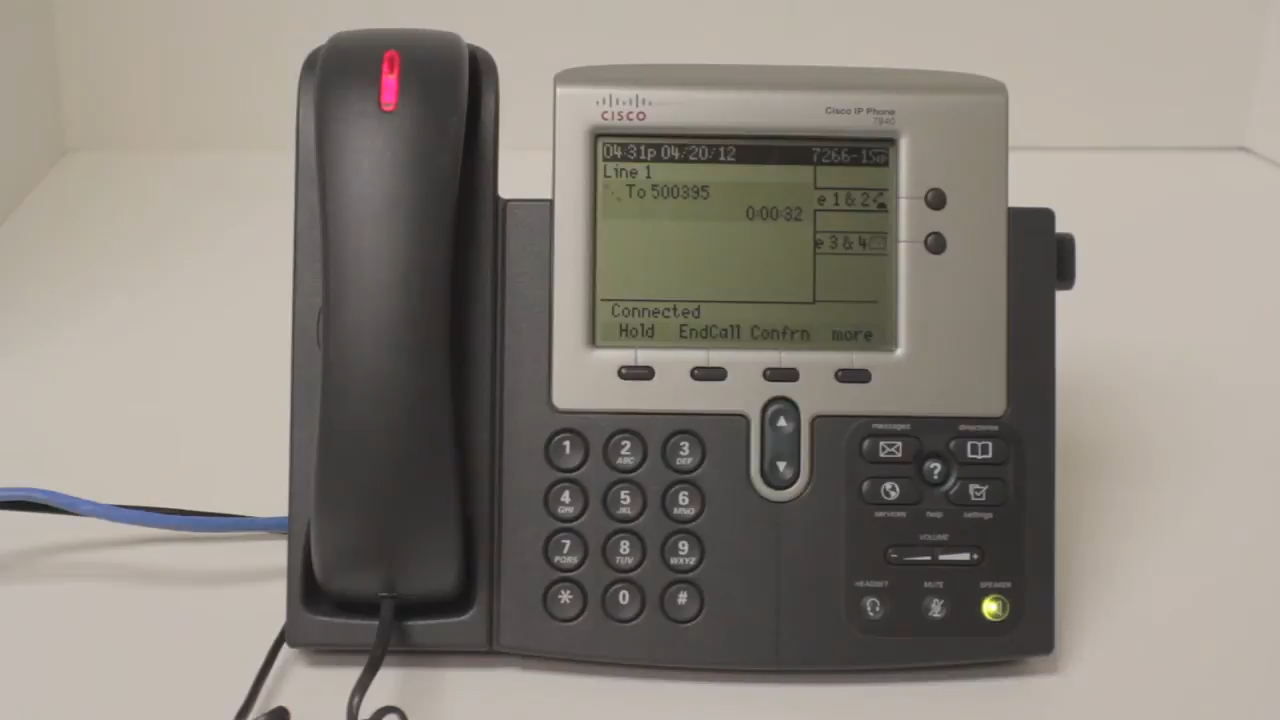 CISCO
Cisco IP Phone
7940
04:31p 04/20/12 7266-15
Line 1
To 500395
e 1 & 2
0:00:32
e 3 & 4
Connected
Hold EndCall Confrn more
messages directories
?
services help settings
1 2 ABC 3 DEF
4 GHI 5 JKL 6 MNO
7 PQRS 8 TUV 9 WXYZ
* 0 #
VOLUME
- +
HEADSET MUTE SPEAKER